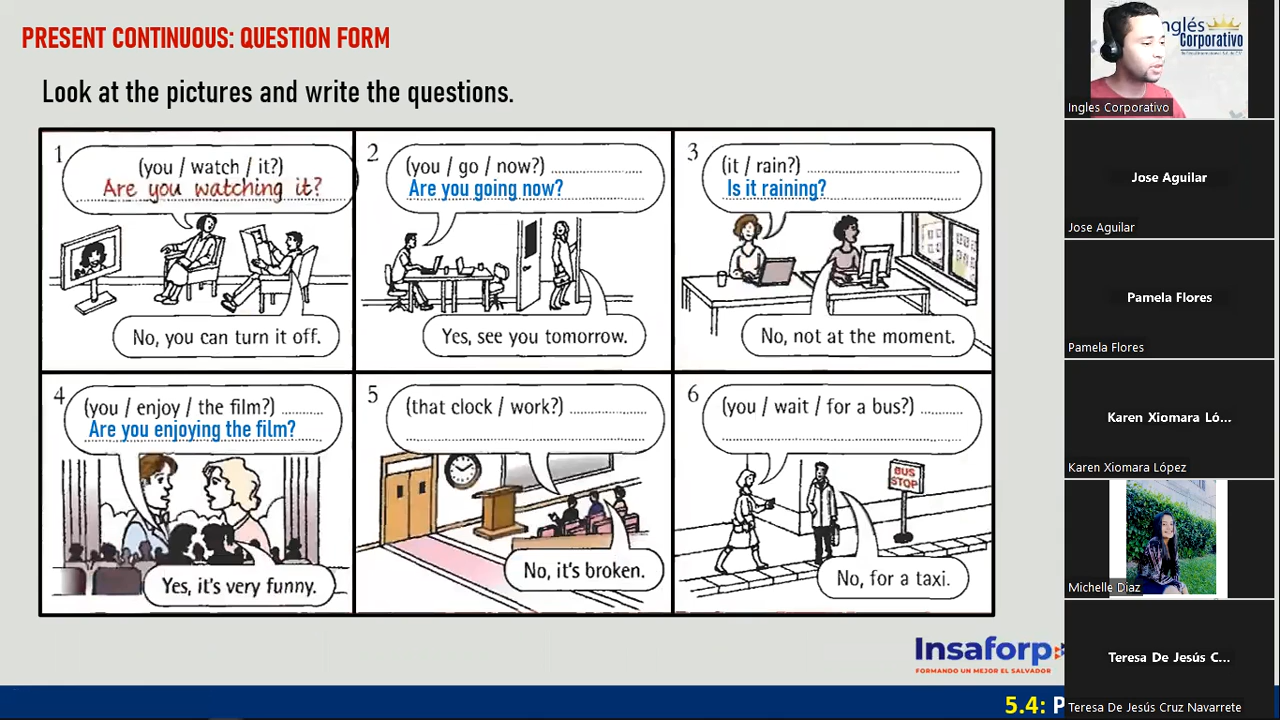 PRESENT CONTINUOUS: QUESTION FORM
Look at the pictures and write the questions.
1
(you / watch / it?)
Are you watching it?
No, you can turn it off.
2
(you / go / now?)
Are you going now?
Yes, see you tomorrow.
3
(it / rain?)
Is it raining?
No, not at the moment.
4
(you / enjoy / the film?)
Are you enjoying the film?
Yes, it's very funny.
5
(that clock / work?)
No, it's broken.
6
(you / wait / for a bus?)
BUS
STOP
No, for a taxi.
Insaforp
FORMANDO UN MEJOR EL SALVADOR
5.4: P
Inglés
Corporativo
Ingles Corporativo
Jose Aguilar
Jose Aguilar
Pamela Flores
Pamela Flores
Karen Xiomara Ló...
Karen Xiomara López
Michelle Diaz
Teresa De Jesús C...
Teresa De Jesús Cruz Navarrete